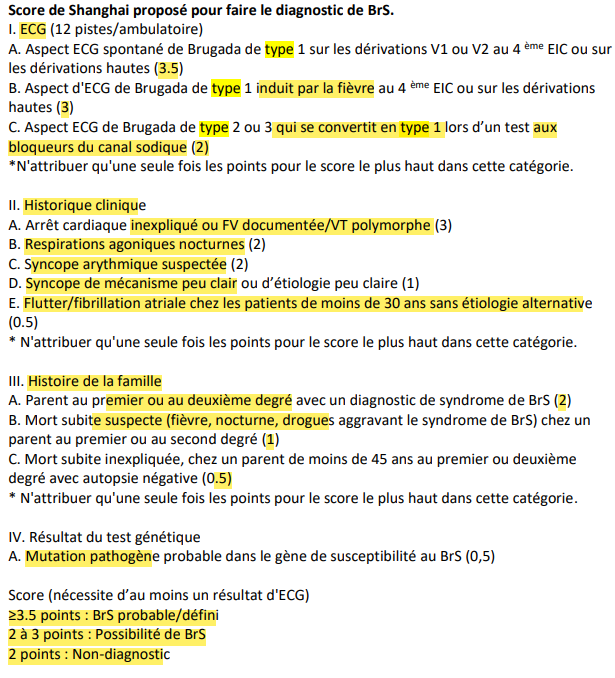 Score de Shanghai proposé pour faire le diagnostic de BrS.
I. ECG (12 pistes/ambulatoire)
A. Aspect ECG spontané de Brugada de type 1 sur les dérivations V1 ou V2 au 4 ème EIC ou sur
les dérivations hautes (3.5)
B. Aspect d'ECG de Brugada de type 1 induit par la fièvre au 4 ème EIC ou sur les dérivations
hautes (3)
C. Aspect ECG de Brugada de type 2 ou 3 qui se convertit en type 1 lors d’un test aux
bloqueurs du canal sodique (2)
*N'attribuer qu'une seule fois les points pour le score le plus haut dans cette catégorie.
II. Historique clinique
A. Arrêt cardiaque inexpliqué ou FV documentée/VT polymorphe (3)
B. Respirations agoniques nocturnes (2)
C. Syncope arythmique suspectée (2)
D. Syncope de mécanisme peu clair ou d’étiologie peu claire (1)
E. Flutter/fibrillation atriale chez les patients de moins de 30 ans sans étiologie alternative
(0.5)
* N'attribuer qu'une seule fois les points pour le score le plus haut dans cette catégorie.
III. Histoire de la famille
A. Parent au premier ou au deuxième degré avec un diagnostic de syndrome de BrS (2)
B. Mort subite suspecte (fièvre, nocturne, drogues aggravant le syndrome de BrS) chez un
parent au premier ou au second degré (1)
C. Mort subite inexpliquée, chez un parent de moins de 45 ans au premier ou deuxième
degré avec autopsie négative (0.5)
* N'attribuer qu'une seule fois les points pour le score le plus haut dans cette catégorie.
IV. Résultat du test génétique
A. Mutation pathogène probable dans le gène de susceptibilité au BrS (0,5)
Score (nécessite d’au moins un résultat d'ECG)
≥3.5 points : BrS probable/défini
2 à 3 points : Possibilité de BrS
2 points : Non-diagnostic